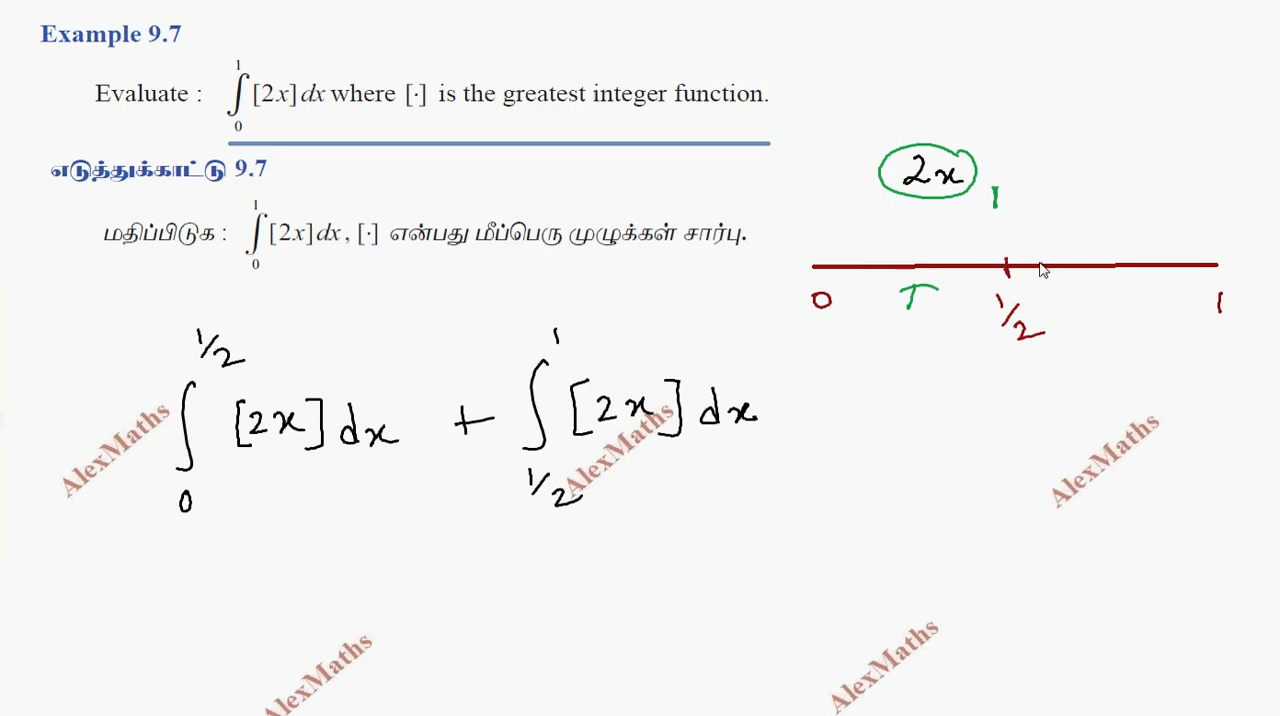 Example 9.7
Evaluate : ∫₀¹ [2x] dx where [·] is the greatest integer function.
எடுத்துக்காட்டு 9.7
மதிப்பிடுக : ∫₀¹ [2x] dx , [·] என்பது மீப்பெரு முழுக்கள் சார்பு.
2x
1
0 1/2 1
∫₀^{1/2} [2x] dx + ∫_{1/2}^1 [2x] dx
AlexMaths
AlexMaths
AlexMaths
AlexMaths
AlexMaths